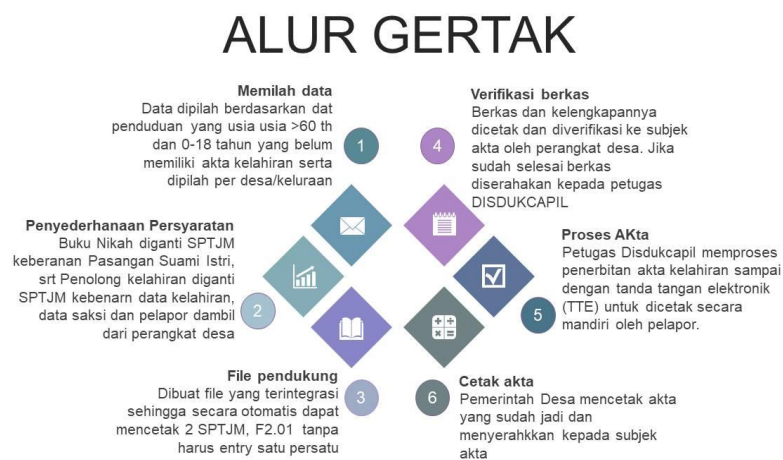 ALUR GERTAK
Memilah data
Data dipilah berdasarkan dat
penduduan yang usia usia >60 th
dan 0-18 tahun yang belum
memiliki akta kelahiran serta
dipilah per desa/keluraan
1
Penyederhanaan Persyaratan
Buku Nikah diganti SPTJM
keberanan Pasangan Suami Istri,
srt Penolong kelahiran diganti
SPTJM kebenarn data kelahiran,
data saksi dan pelapor dambil
dari perangkat desa
2
File pendukung
Dibuat file yang terintegrasi
sehingga secara otomatis dapat
mencetak 2 SPTJM, F2.01 tanpa
harus entry satu persatu
3
Verifikasi berkas
Berkas dan kelengkapannya
dicetak dan diverifikasi ke subjek
akta oleh perangkat desa. Jika
sudah selesai berkas
diserahakan kepada petugas
DISDUKCAPIL
4
Proses AKta
Petugas Disdukcapil memproses
penerbitan akta kelahiran sampai
dengan tanda tangan elektronik
(TTE) untuk dicetak secara
mandiri oleh pelapor.
5
Cetak akta
Pemerintah Desa mencetak akta
yang sudah jadi dan
menyerahkkan kepada subjek
akta
6